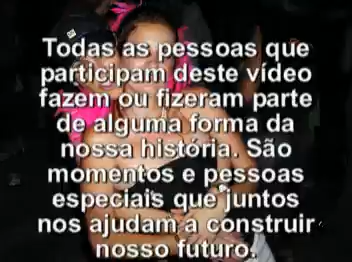 Todas as pessoas que
participam deste vídeo
fazem ou fizeram parte
de alguma forma da
nossa história. São
momentos e pessoas
especiais que juntos
nos ajudam a construir
nosso futuro.